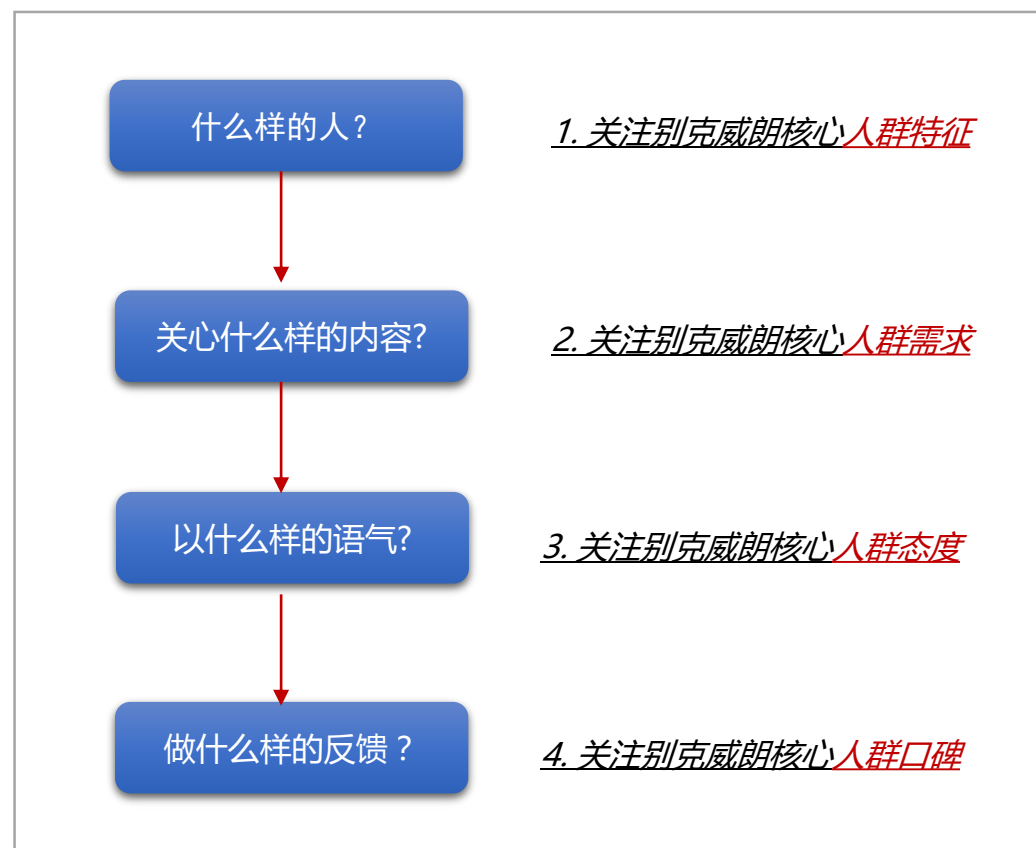 什么样的人？
1. 关注别克威朗核心人群特征
关心什么样的内容?
2. 关注别克威朗核心人群需求
以什么样的语气?
3. 关注别克威朗核心人群态度
做什么样的反馈？
4. 关注别克威朗核心人群口碑